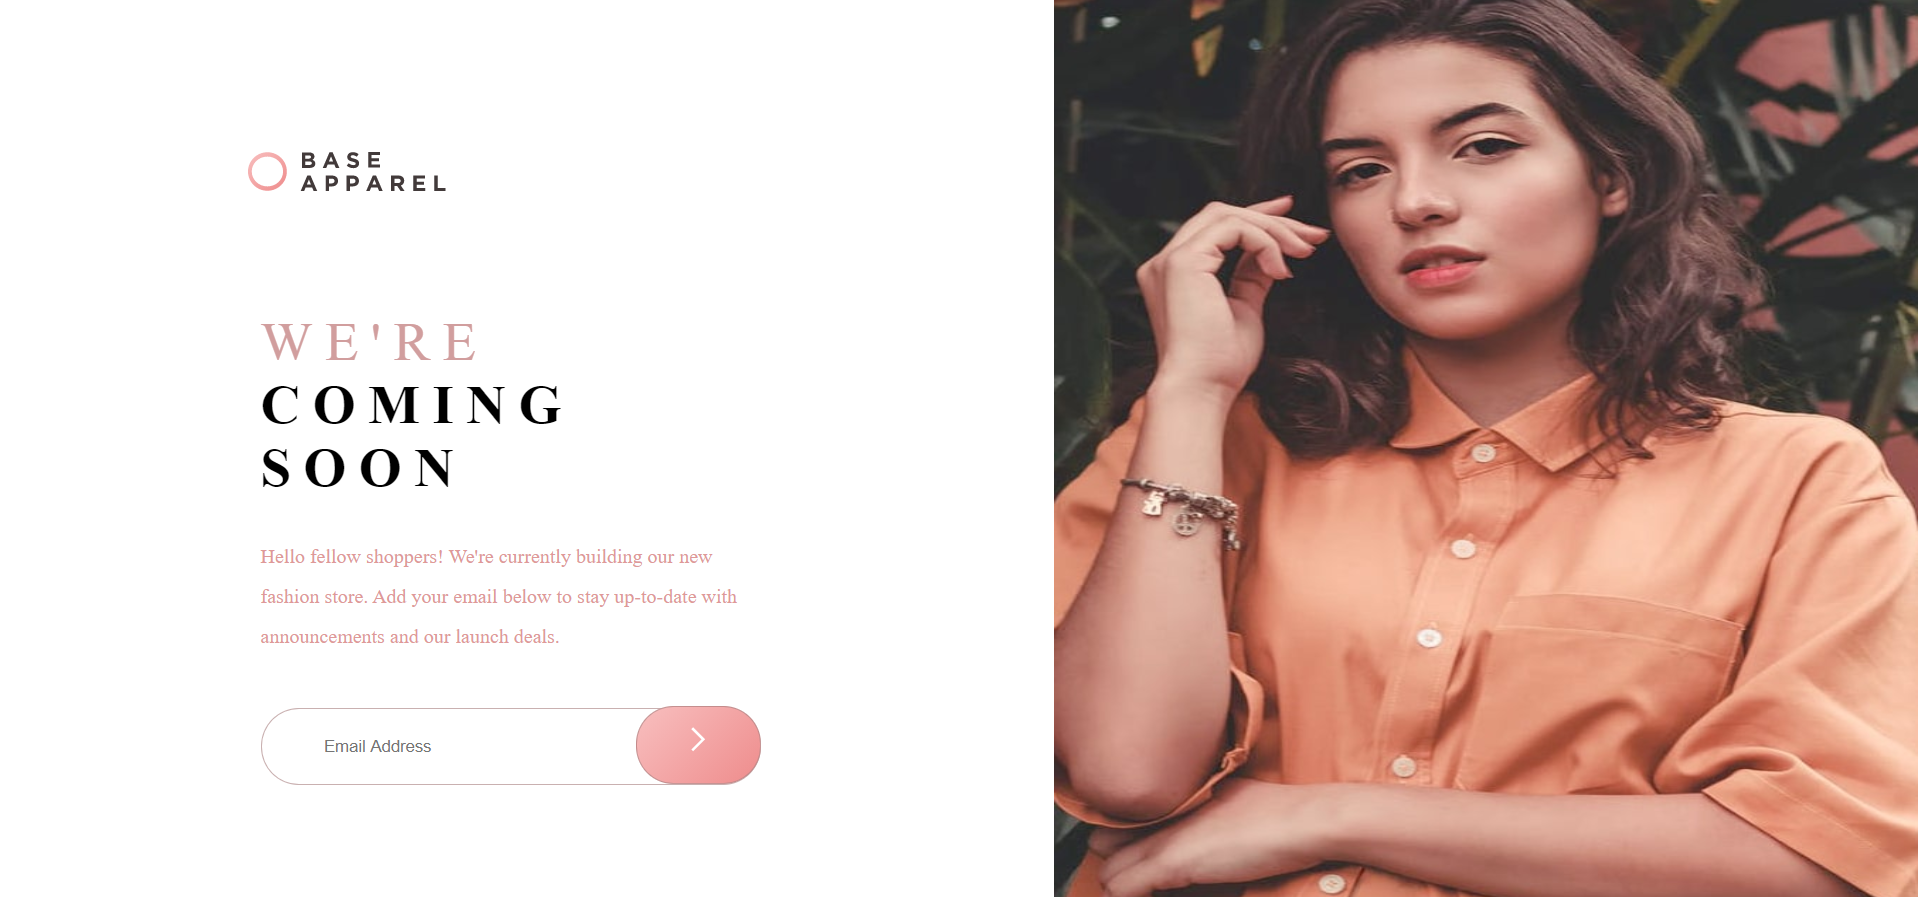 BASE
APPAREL
WE'RE
COMING
SOON
Hello fellow shoppers! We're currently building our new
fashion store. Add your email below to stay up-to-date with
announcements and our launch deals.
Email Address